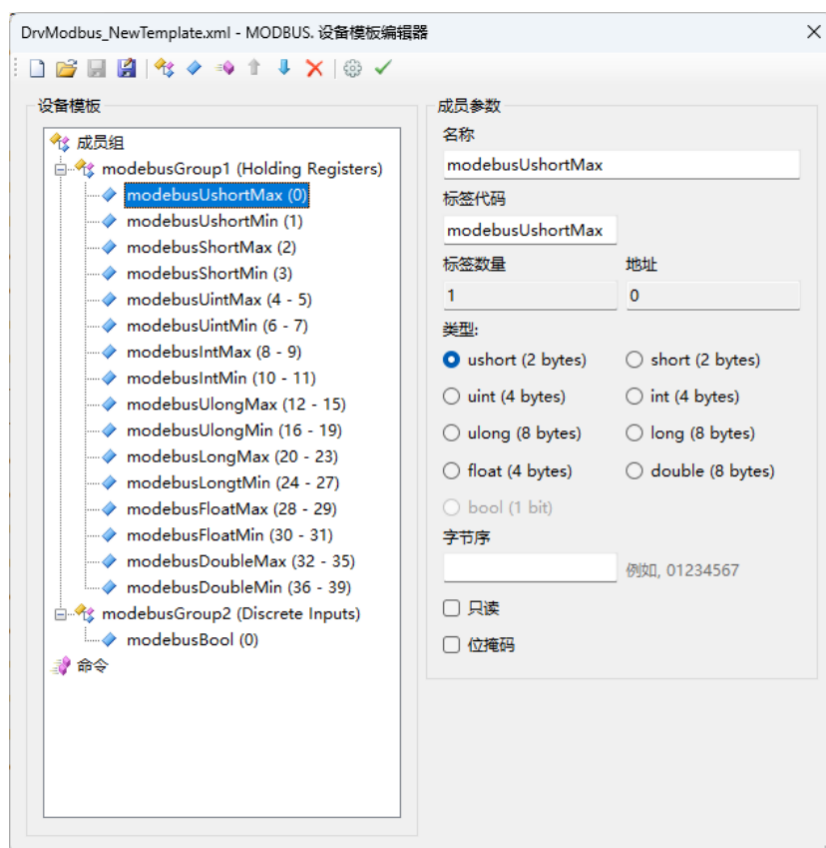 DrvModbus_NewTemplate.xml - MODBUS. 设备模板编辑器
设备模板
成员组
modebusGroup1 (Holding Registers)
modebusUshortMax (0)
modebusUshortMin (1)
modebusShortMax (2)
modebusShortMin (3)
modebusUintMax (4 - 5)
modebusUintMin (6 - 7)
modebusIntMax (8 - 9)
modebusIntMin (10 - 11)
modebusUlongMax (12 - 15)
modebusUlongMin (16 - 19)
modebusLongMax (20 - 23)
modebusLongtMin (24 - 27)
modebusFloatMax (28 - 29)
modebusFloatMin (30 - 31)
modebusDoubleMax (32 - 35)
modebusDoubleMin (36 - 39)
modebusGroup2 (Discrete Inputs)
modebusBool (0)
命令
成员参数
名称
modebusUshortMax
标签代码
modebusUshortMax
标签数量 地址
1 0
类型:
ushort (2 bytes) short (2 bytes)
uint (4 bytes) int (4 bytes)
ulong (8 bytes) long (8 bytes)
float (4 bytes) double (8 bytes)
bool (1 bit)
字节序
例如, 01234567
只读
位掩码